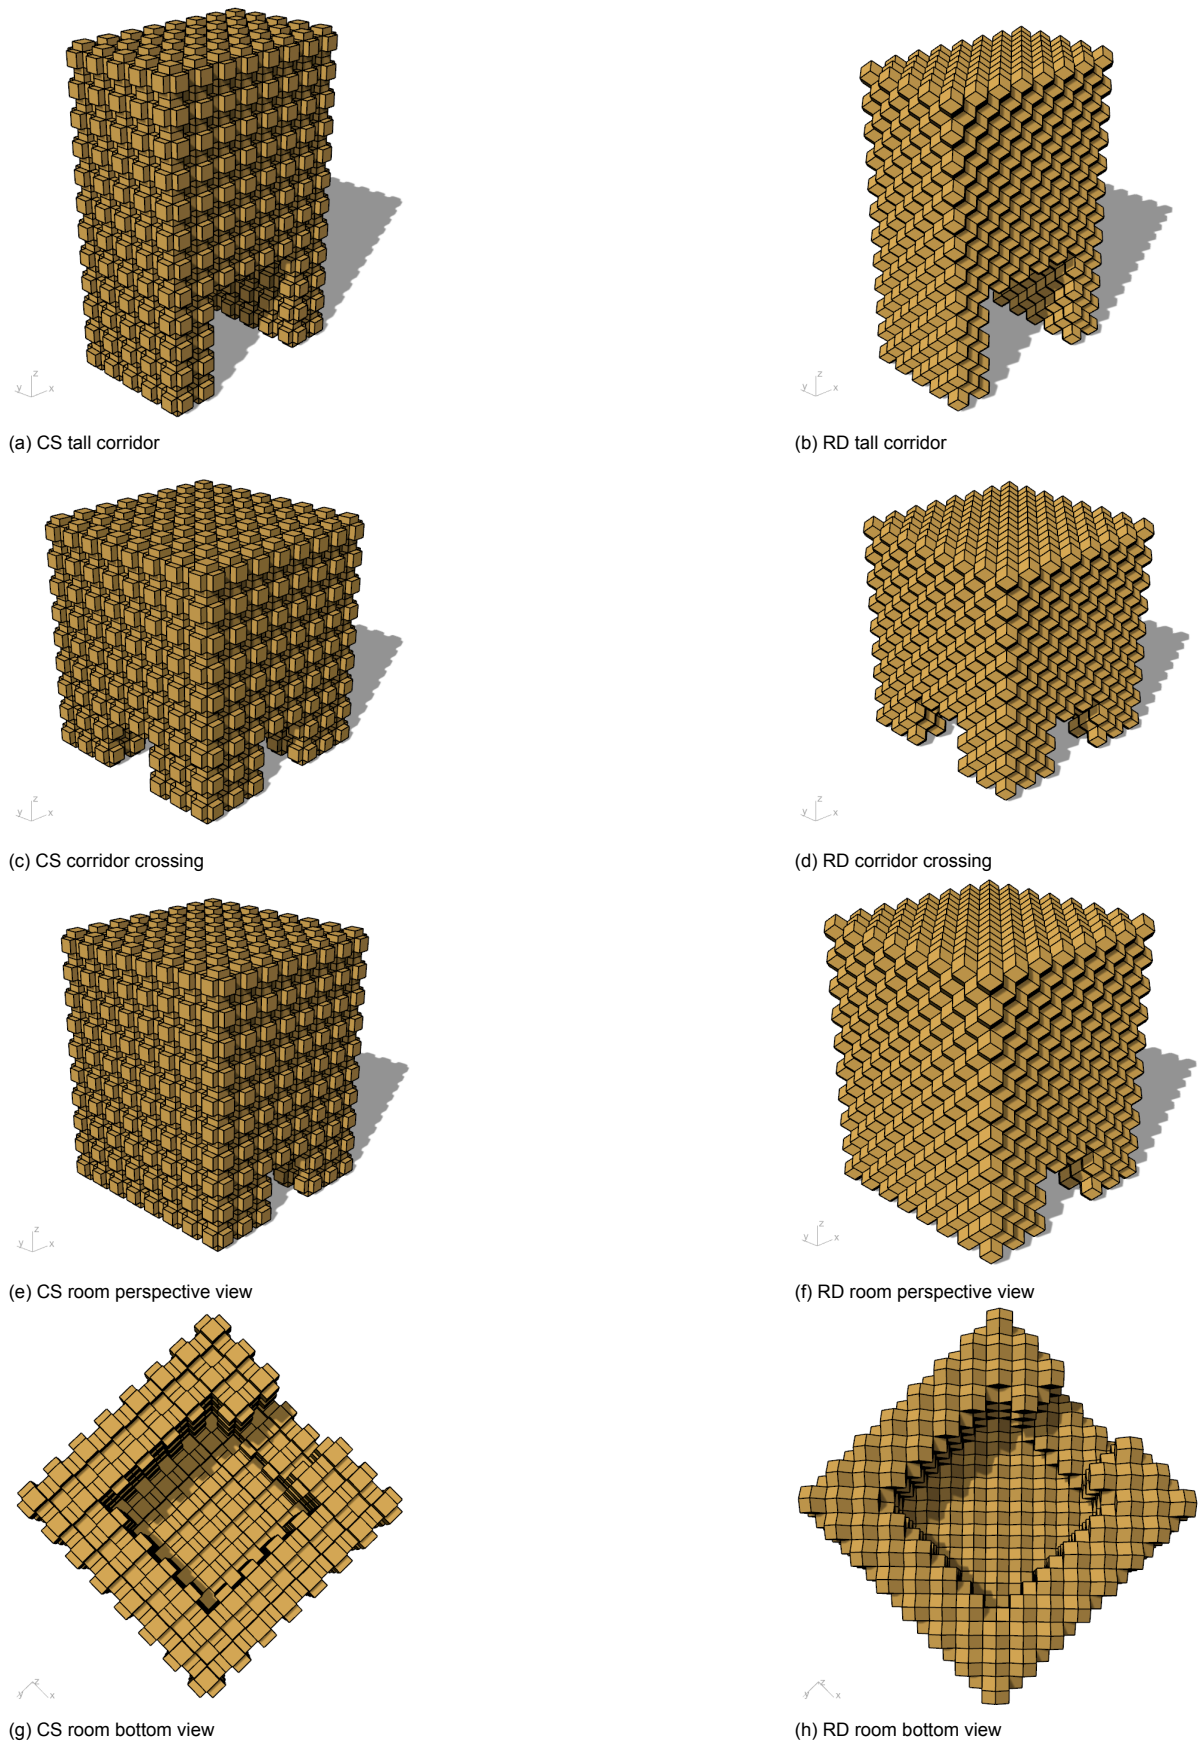 z
y x
z
y x
(a) CS tall corridor
(b) RD tall corridor
z
y x
z
y x
(c) CS corridor crossing
(d) RD corridor crossing
z
y x
z
y x
(e) CS room perspective view
(f) RD room perspective view
z
y x
z
y x
(g) CS room bottom view
(h) RD room bottom view